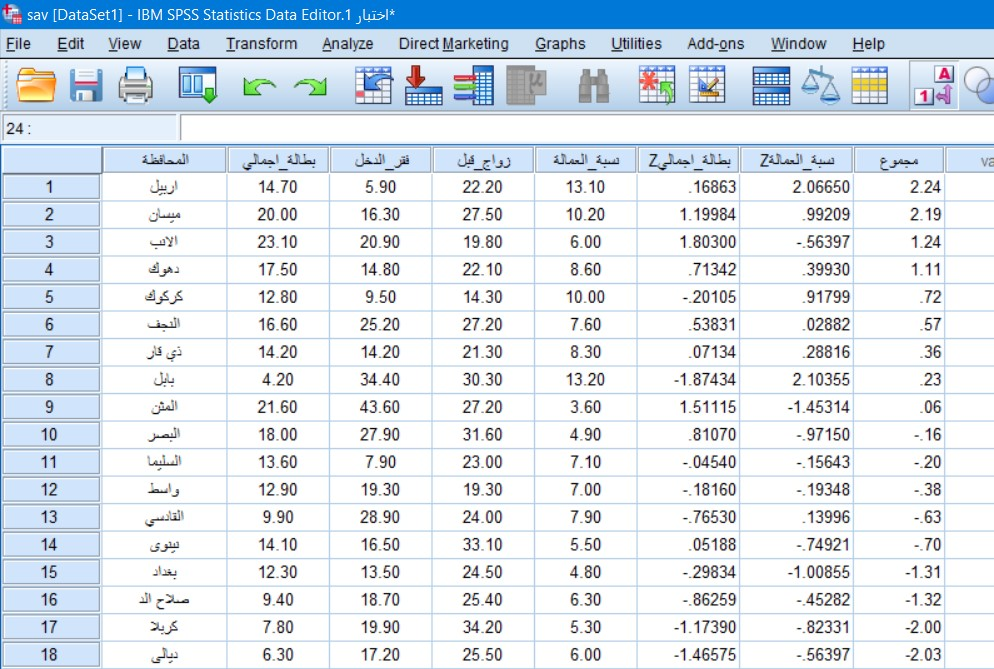 sav [DataSet1] - IBM SPSS Statistics Data Editor.1 اختبار*
File Edit View Data Transform Analyze Direct Marketing Graphs Utilities Add-ons Window Help
A
1
24 :
المحافظة بطالة_اجمالي فقر_الدخل زواج_قبل نسبة_العمالة Zبطالة_اجمالي Zنسبة_العمالة مجموع va
1 اربيل 14.70 5.90 22.20 13.10 .16863 2.06650 2.24
2 ميسان 20.00 16.30 27.50 10.20 1.19984 .99209 2.19
3 الانب 23.10 20.90 19.80 6.00 1.80300 -.56397 1.24
4 دهوك 17.50 14.80 22.10 8.60 .71342 .39930 1.11
5 كركوك 12.80 9.50 14.30 10.00 -.20105 .91799 .72
6 النجف 16.60 25.20 27.20 7.60 .53831 .02882 .57
7 ذي قار 14.20 14.20 21.30 8.30 .07134 .28816 .36
8 بابل 4.20 34.40 30.30 13.20 -1.87434 2.10355 .23
9 المثن 21.60 43.60 27.20 3.60 1.51115 -1.45314 .06
10 البصر 18.00 27.90 31.60 4.90 .81070 -.97150 -.16
11 السليما 13.60 7.90 23.00 7.10 -.04540 -.15643 -.20
12 واسط 12.90 19.30 19.30 7.00 -.18160 -.19348 -.38
13 القادسي 9.90 28.90 24.00 7.90 -.76530 .13996 -.63
14 نينوى 14.10 16.50 33.10 5.50 .05188 -.74921 -.70
15 بغداد 12.30 13.50 24.50 4.80 -.29834 -1.00855 -1.31
16 صلاح الد 9.40 18.70 25.40 6.30 -.86259 -.45282 -1.32
17 كربلا 7.80 19.90 34.20 5.30 -1.17390 -.82331 -2.00
18 ديالى 6.30 17.20 25.50 6.00 -1.46575 -.56397 -2.03